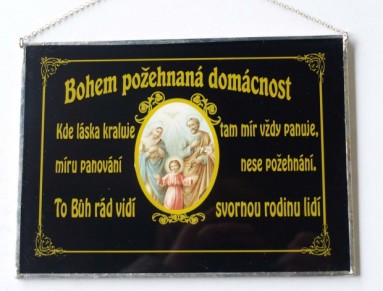 Bohem požehnaná domácnost
Kde láska kraluje tam mír vždy panuje,
míru panování nese požehnání.
To Bůh rád vidí svornou rodinu lidí